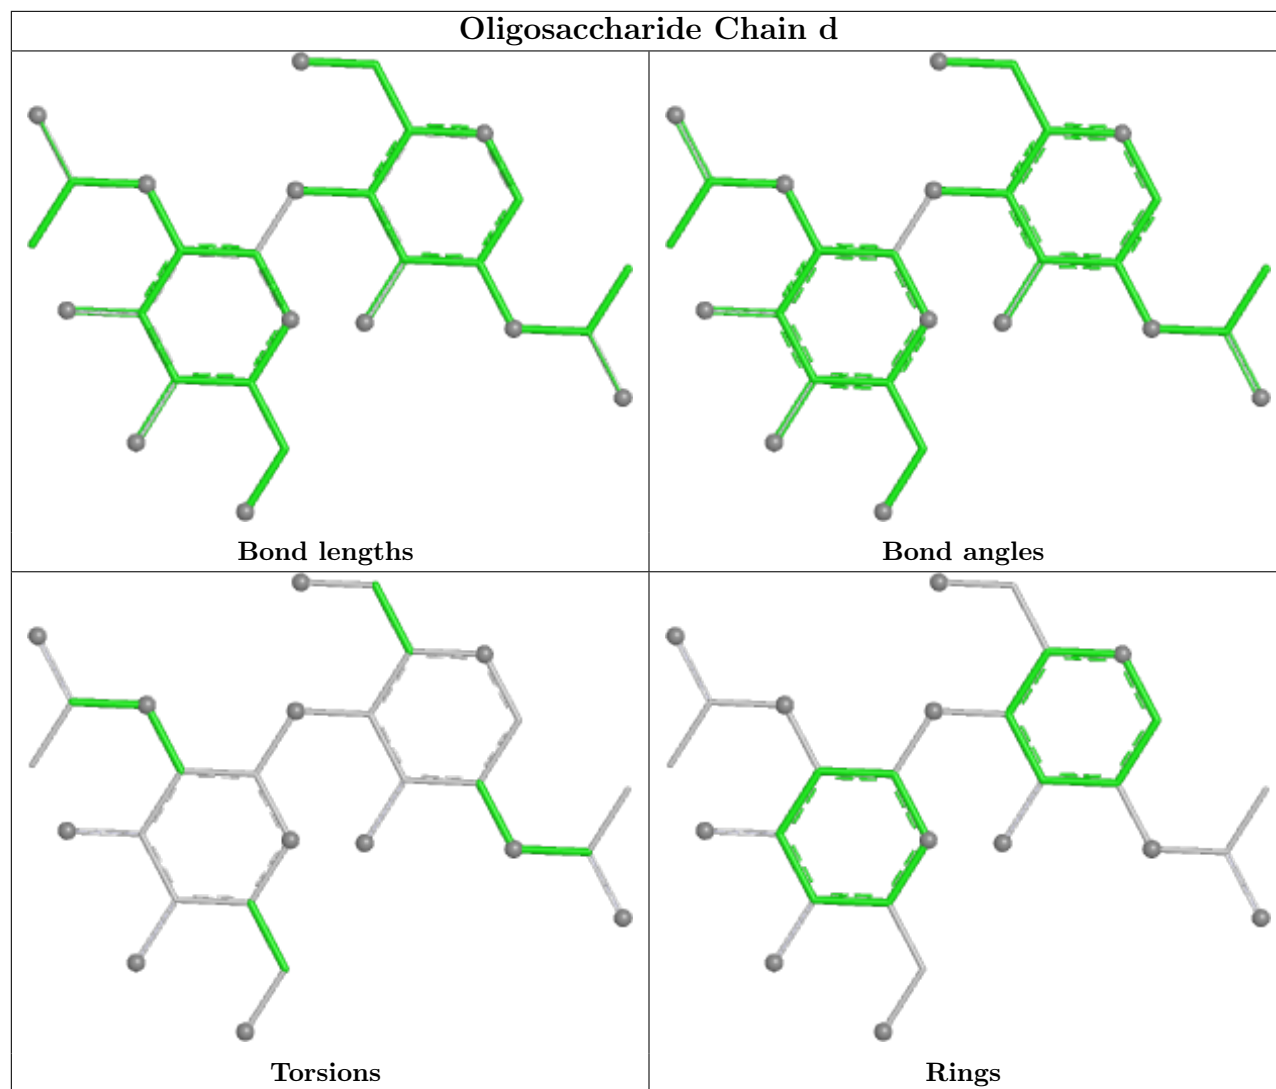 Oligosaccharide Chain d
Bond lengths
Bond angles
Torsions
Rings